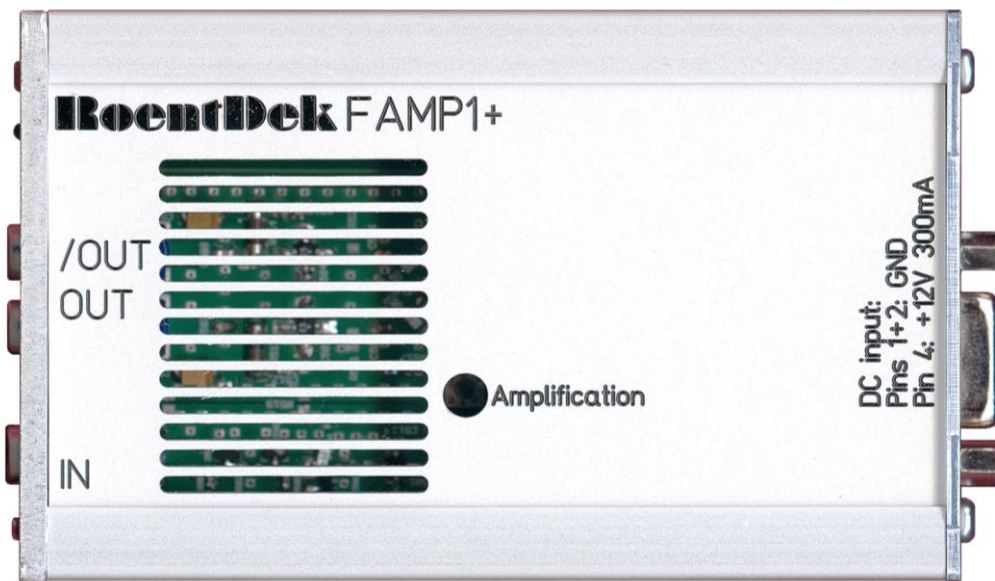 RoentDek FAMP1+
/OUT
OUT
IN
Amplification
DC input:
Pins 1+2: GND
Pin 4: +12V 300mA